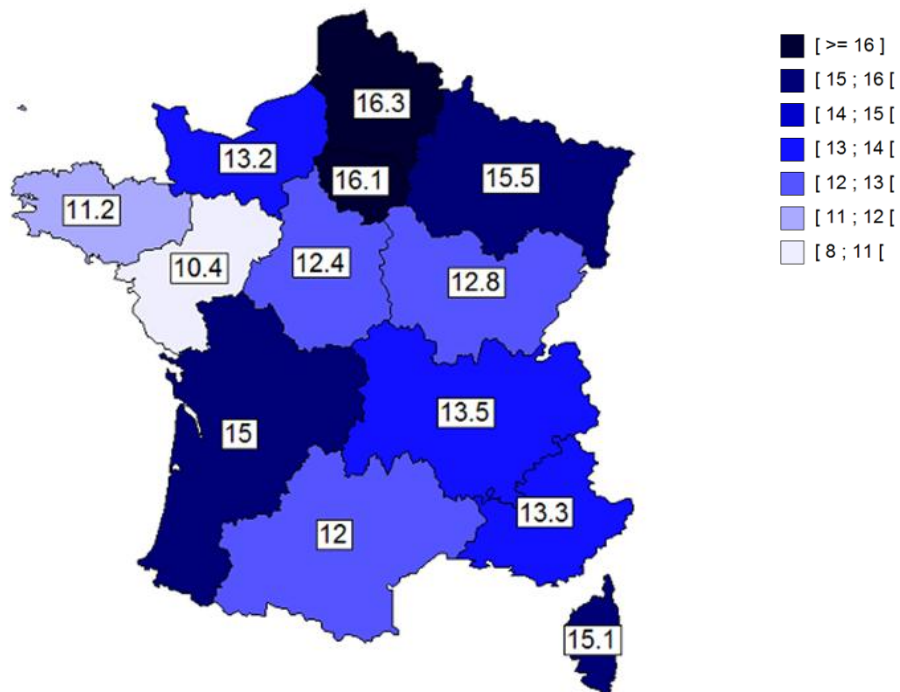 [ >= 16 ]
[ 15 ; 16 [
[ 14 ; 15 [
[ 13 ; 14 [
[ 12 ; 13 [
[ 11 ; 12 [
[ 8 ; 11 [
16.3
13.2
16.1
15.5
11.2
10.4
12.4
12.8
13.5
15
13.3
12
15.1